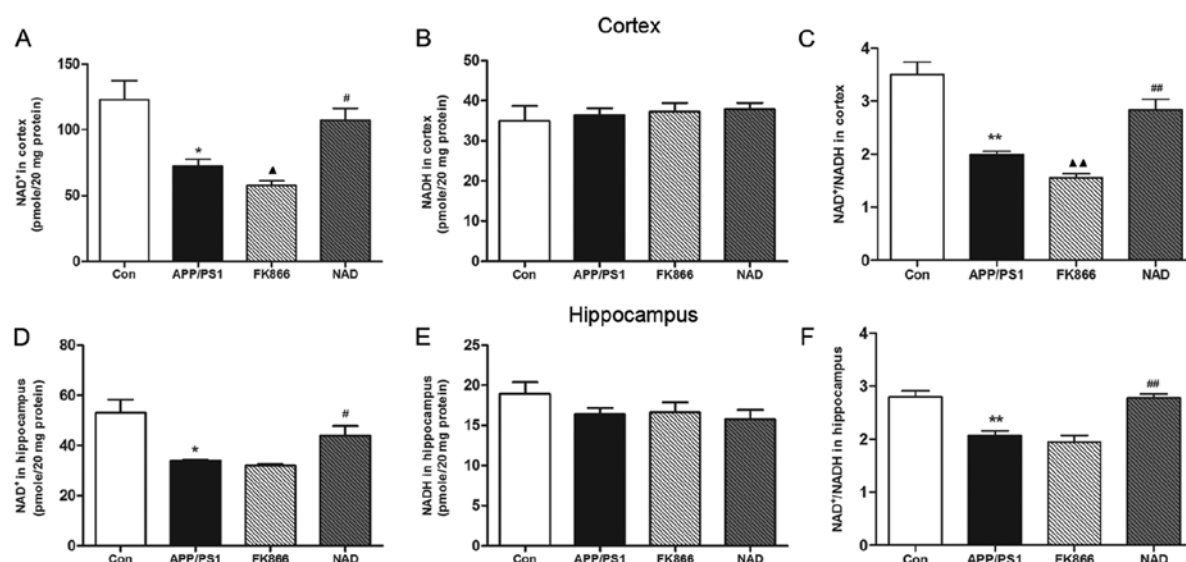 Cortex
A
NAD⁺ in cortex
(pmole/20 mg protein)
150
100
50
0
*
▲
#
Con APP/PS1 FK866 NAD
B
NADH in cortex
(pmole/20 mg protein)
50
40
30
20
10
0
Con APP/PS1 FK866 NAD
C
NAD⁺/NADH in cortex
4
3
2
1
0
**
▲▲
##
Con APP/PS1 FK866 NAD
Hippocampus
D
NAD⁺ in hippocampus
(pmole/20 mg protein)
80
60
40
20
0
*
#
Con APP/PS1 FK866 NAD
E
NADH in hippocampus
(pmole/20 mg protein)
25
20
15
10
5
0
Con APP/PS1 FK866 NAD
F
NAD⁺/NADH in hippocampus
4
3
2
1
0
**
##
Con APP/PS1 FK866 NAD